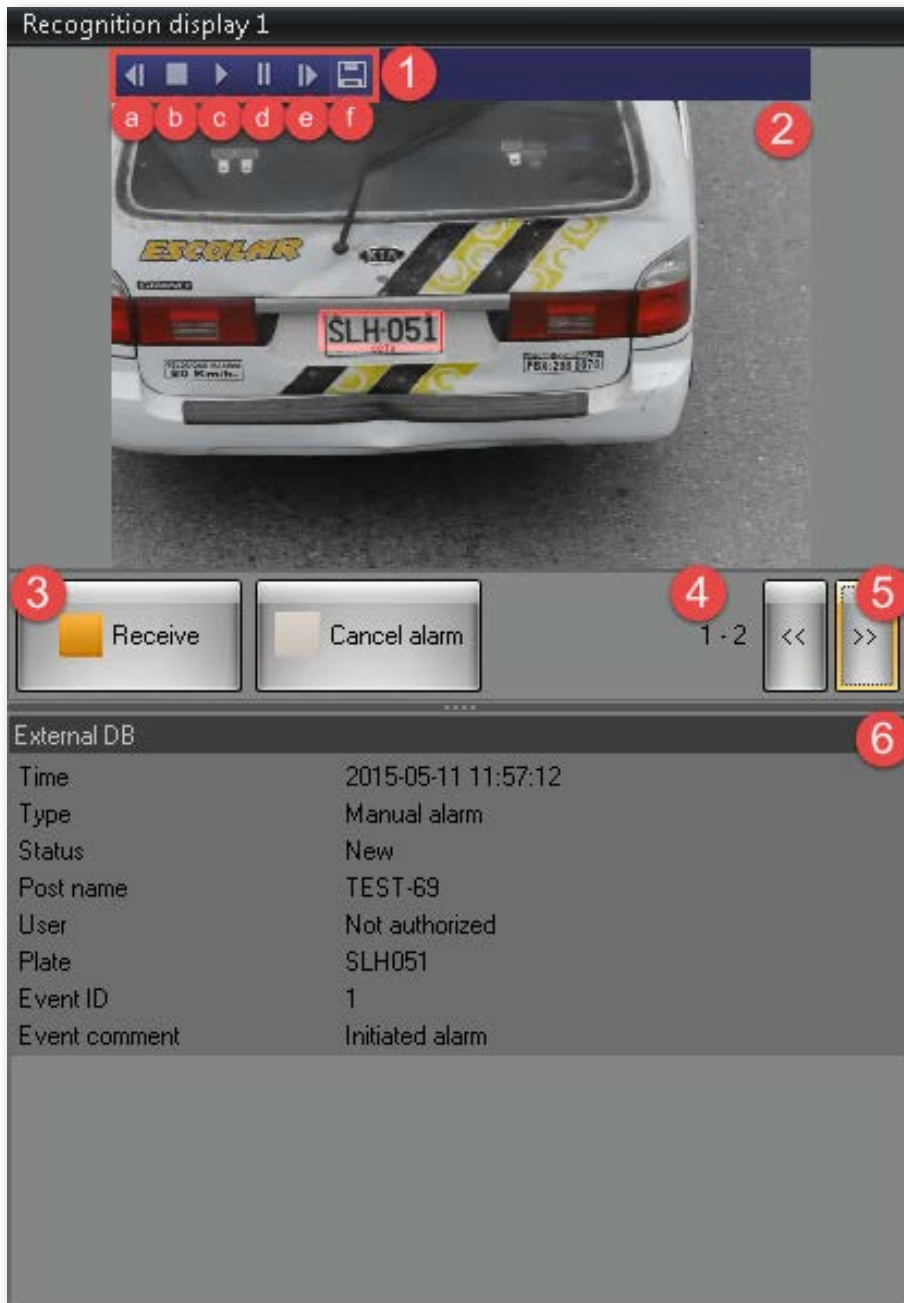 Recognition display 1
1
a b c d e f
2
ESCOLAR
KIA
SLH·051
80 Km/h.
3
Receive
Cancel alarm
4
1 - 2
<<
>>
5
External DB
6
Time 2015-05-11 11:57:12
Type Manual alarm
Status New
Post name TEST-69
User Not authorized
Plate SLH051
Event ID 1
Event comment Initiated alarm